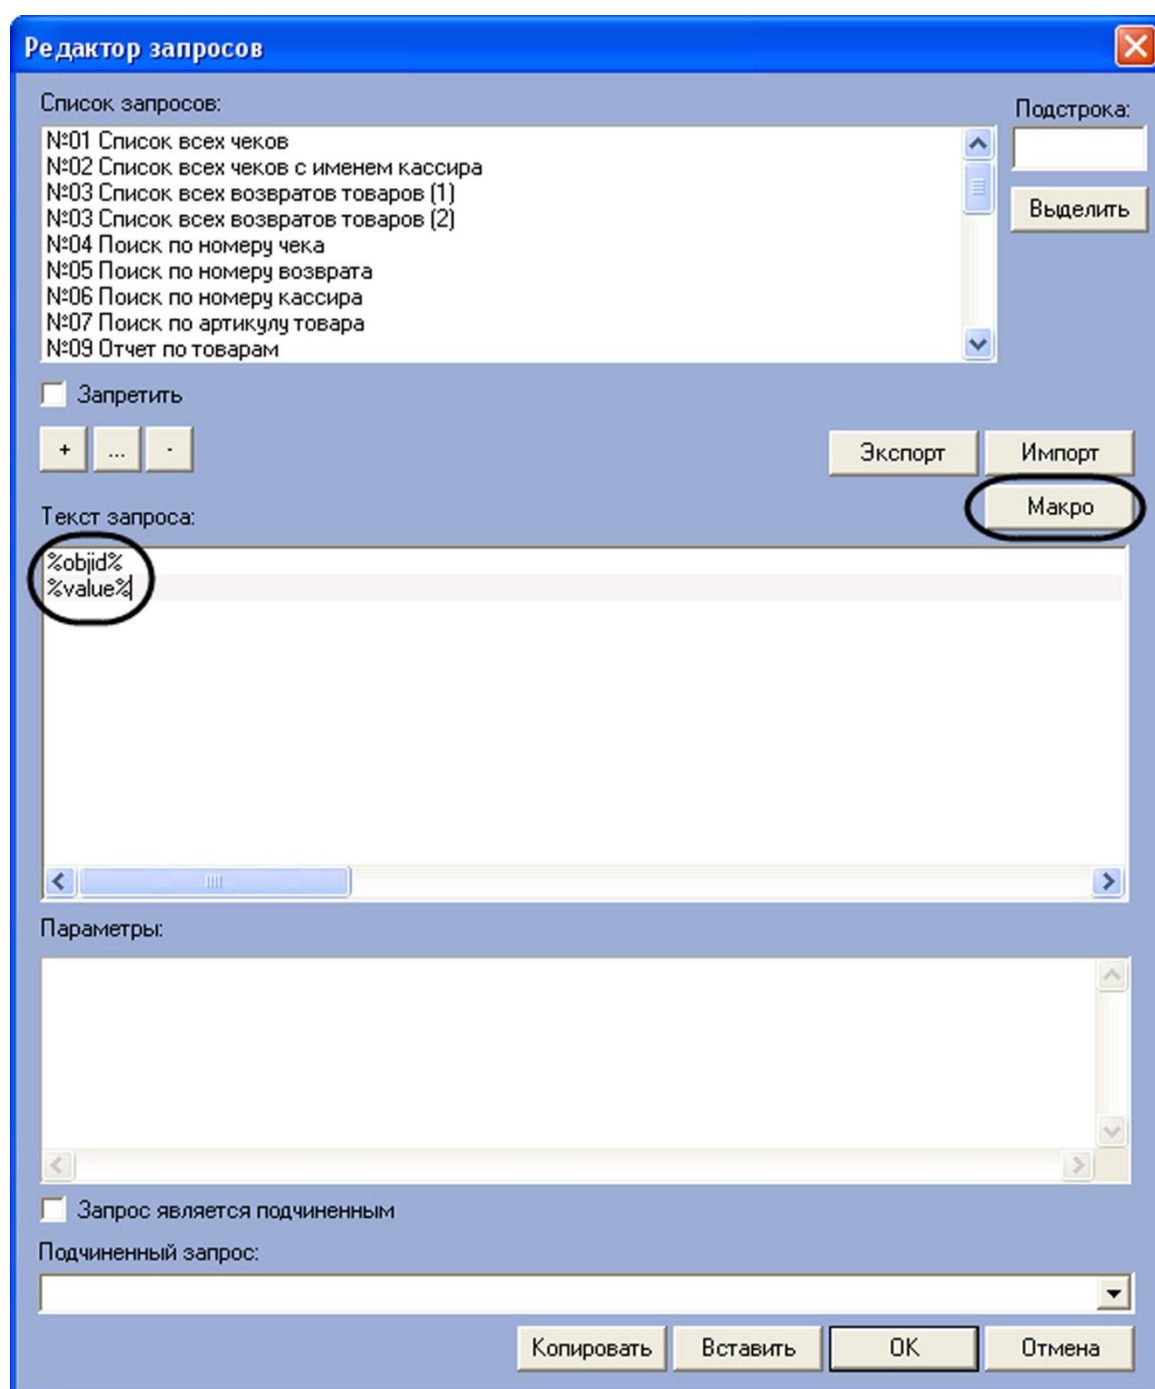 Редактор запросов
Список запросов:
Подстрока:
№01 Список всех чеков
№02 Список всех чеков с именем кассира
№03 Список всех возвратов товаров (1)
№03 Список всех возвратов товаров (2)
№04 Поиск по номеру чека
№05 Поиск по номеру возврата
№06 Поиск по номеру кассира
№07 Поиск по артикулу товара
№09 Отчет по товарам
Выделить
Запретить
+ ... -
Экспорт Импорт
Макро
Текст запроса:
%objid%
%value%
Параметры:
Запрос является подчиненным
Подчиненный запрос:
Копировать Вставить OK Отмена